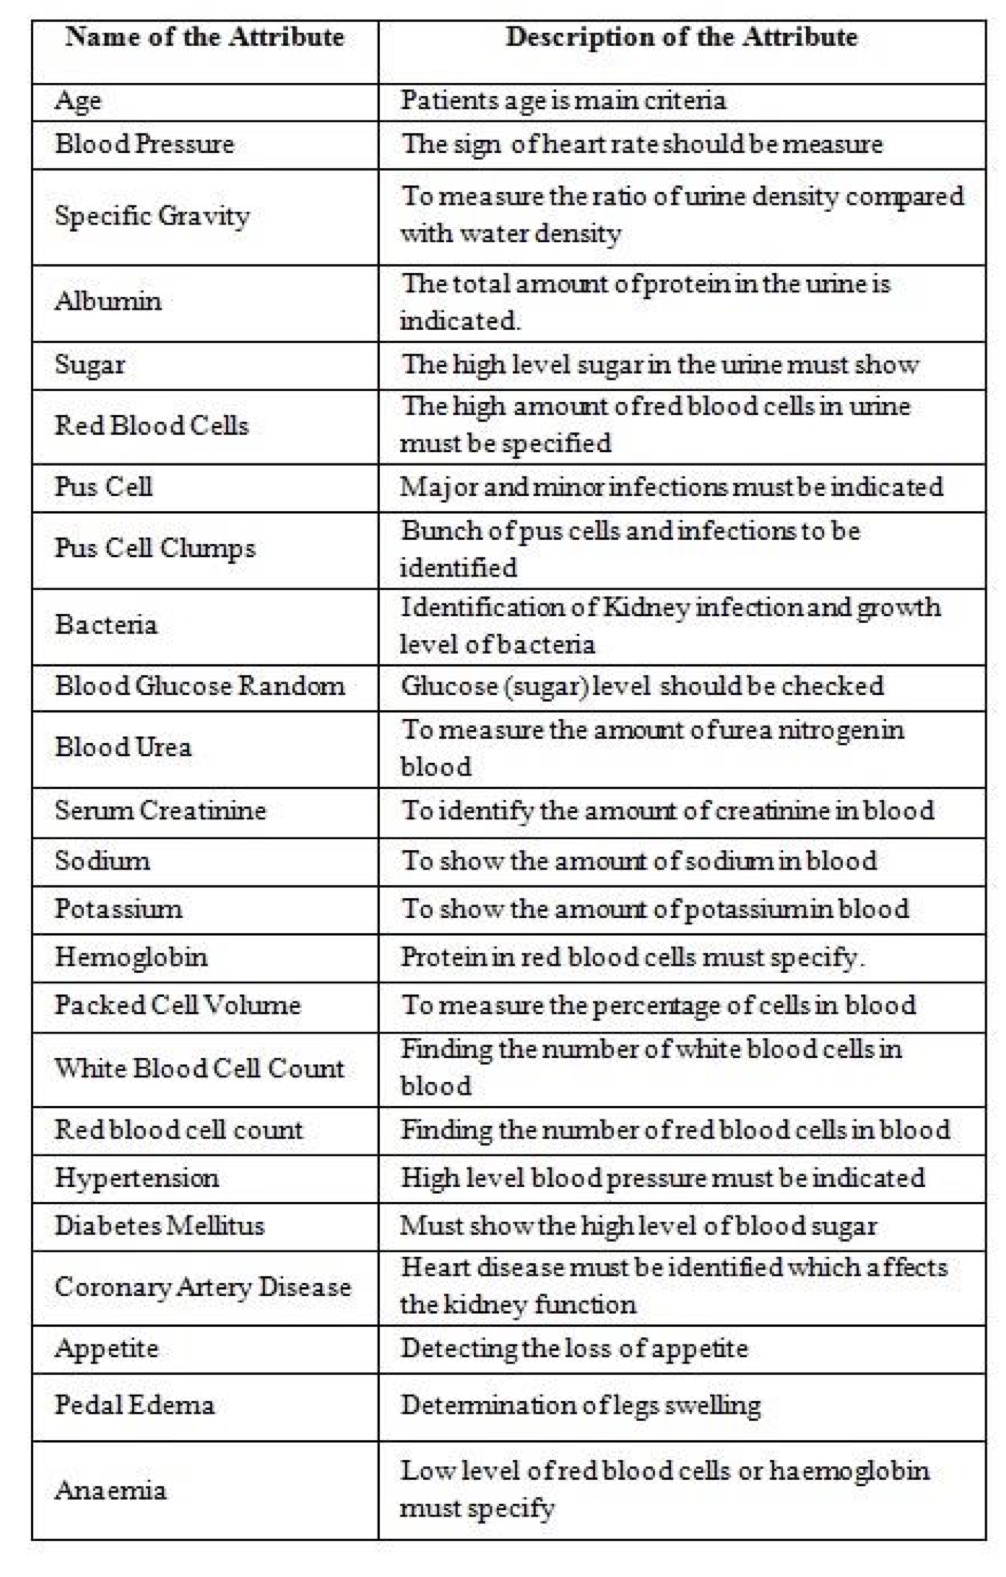 Name of the Attribute
Description of the Attribute
Age
Patients age is main criteria
Blood Pressure
The sign of heart rate should be measure
Specific Gravity
To measure the ratio of urine density compared
with water density
Albumin
The total amount of protein in the urine is
indicated.
Sugar
The high level sugar in the urine must show
Red Blood Cells
The high amount of red blood cells in urine
must be specified
Pus Cell
Major and minor infections must be indicated
Pus Cell Clumps
Bunch of pus cells and infections to be
identified
Bacteria
Identification of Kidney infection and growth
level of bacteria
Blood Glucose Random
Glucose (sugar) level should be checked
Blood Urea
To measure the amount of urea nitrogen in
blood
Serum Creatinine
To identify the amount of creatinine in blood
Sodium
To show the amount of sodium in blood
Potassium
To show the amount of potassium in blood
Hemoglobin
Protein in red blood cells must specify.
Packed Cell Volume
To measure the percentage of cells in blood
White Blood Cell Count
Finding the number of white blood cells in
blood
Red blood cell count
Finding the number of red blood cells in blood
Hypertension
High level blood pressure must be indicated
Diabetes Mellitus
Must show the high level of blood sugar
Coronary Artery Disease
Heart disease must be identified which affects
the kidney function
Appetite
Detecting the loss of appetite
Pedal Edema
Determination of legs swelling
Anaemia
Low level of red blood cells or haemoglobin
must specify